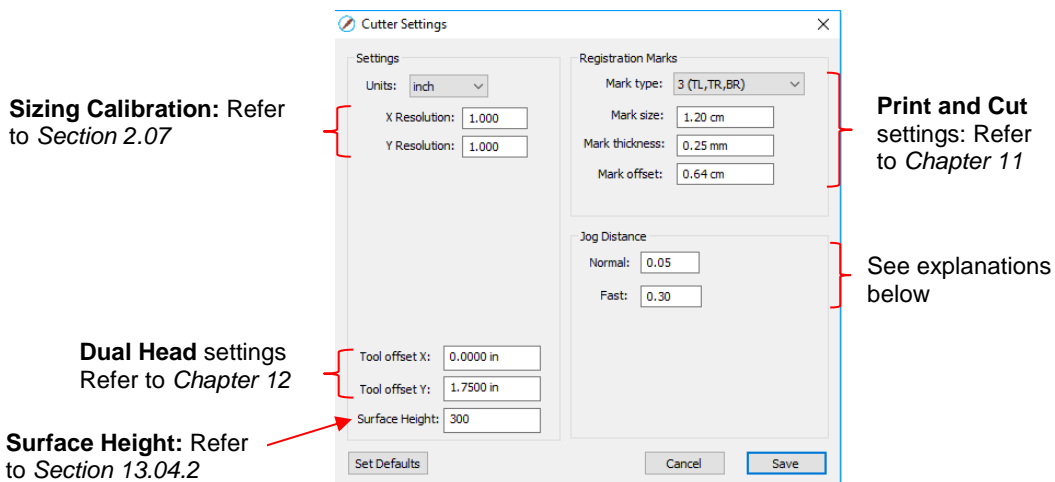 Cutter Settings
Sizing Calibration: Refer
to Section 2.07
Dual Head settings
Refer to Chapter 12
Surface Height: Refer
to Section 13.04.2
Settings
Units: inch
X Resolution: 1.000
Y Resolution: 1.000
Tool offset X: 0.0000 in
Tool offset Y: 1.7500 in
Surface Height: 300
Set Defaults
Registration Marks
Mark type: 3 (TL,TR,BR)
Mark size: 1.20 cm
Mark thickness: 0.25 mm
Mark offset: 0.64 cm
Jog Distance
Normal: 0.05
Fast: 0.30
Cancel
Save
Print and Cut
settings: Refer
to Chapter 11
See explanations
below